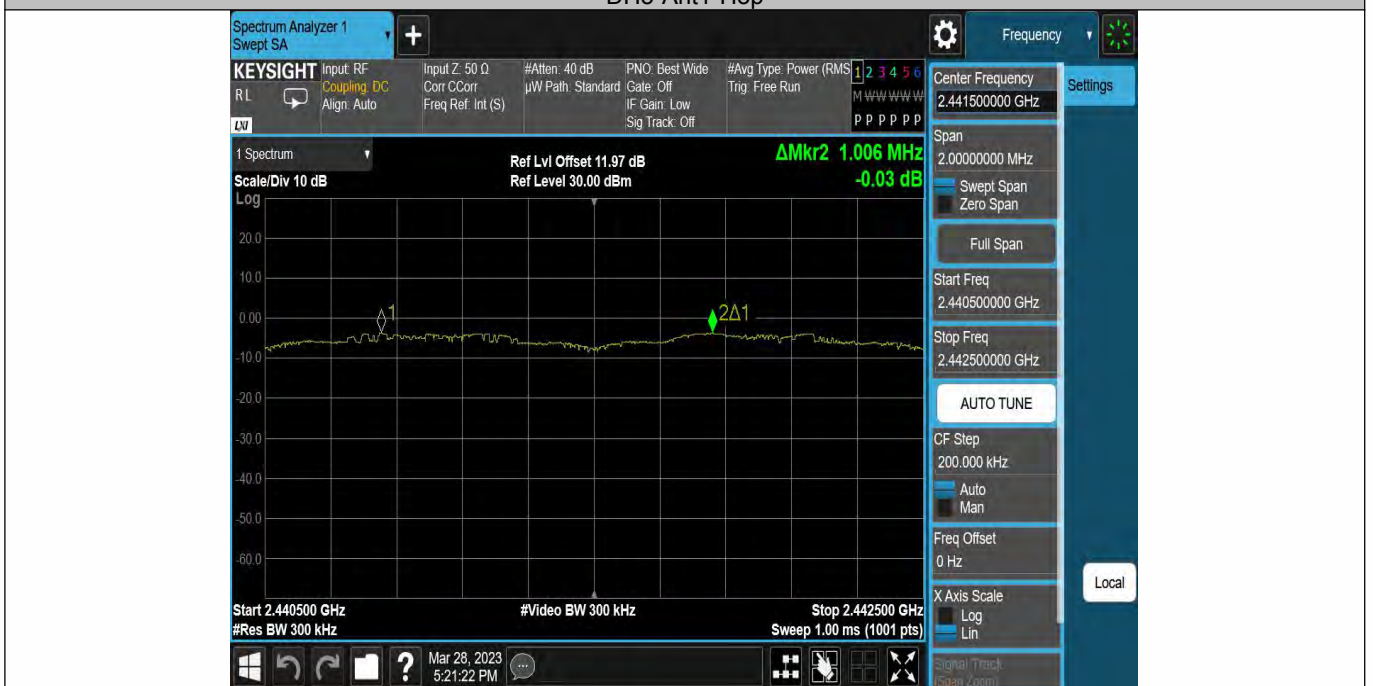 Spectrum Analyzer 1
Swept SA
+
Frequency
KEYSIGHT
RL
LXI
Input: RF
Coupling: DC
Align: Auto
Input Z: 50 Ω
Corr CCorr
Freq Ref: Int (S)
#Atten: 40 dB
µW Path: Standard
PNO: Best Wide
Gate: Off
IF Gain: Low
Sig Track: Off
#Avg Type: Power (RMS
Trig: Free Run
1 2 3 4 5 6
M W W W W W
P P P P P P
Center Frequency
2.441500000 GHz
Settings
Span
2.00000000 MHz
Swept Span
Zero Span
Full Span
Start Freq
2.440500000 GHz
Stop Freq
2.442500000 GHz
AUTO TUNE
CF Step
200.000 kHz
Auto
Man
Freq Offset
0 Hz
X Axis Scale
Log
Lin
Signal Track
(Span Zoom)
Local
1 Spectrum
Scale/Div 10 dB
Log
Ref Lvl Offset 11.97 dB
Ref Level 30.00 dBm
ΔMkr2 1.006 MHz
-0.03 dB
20.0
10.0
0.00
-10.0
-20.0
-30.0
-40.0
-50.0
-60.0
1
2Δ1
Start 2.440500 GHz
#Res BW 300 kHz
#Video BW 300 kHz
Stop 2.442500 GHz
Sweep 1.00 ms (1001 pts)
?
Mar 28, 2023
5:21:22 PM